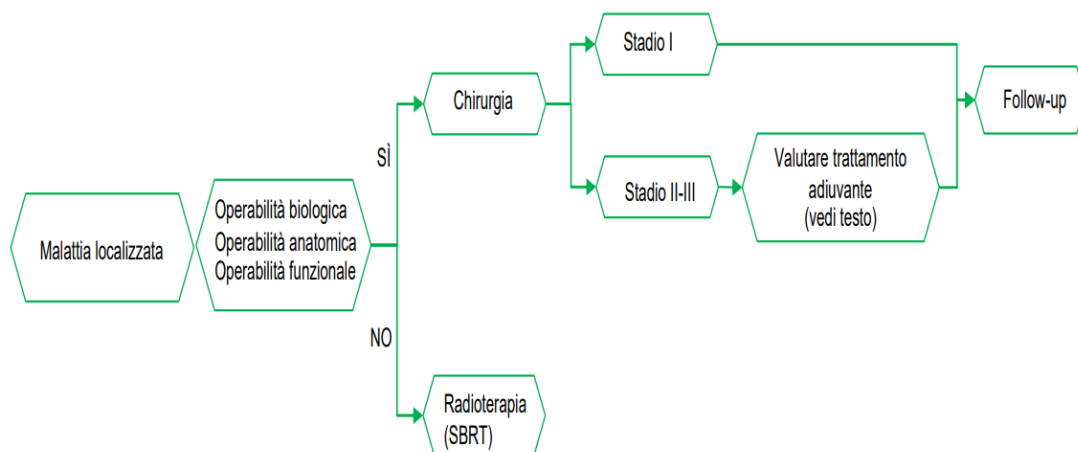 Malattia localizzata
Operabilità biologica
Operabilità anatomica
Operabilità funzionale
SÌ
NO
Chirurgia
Radioterapia
(SBRT)
Stadio I
Stadio II-III
Valutare trattamento
adiuvante
(vedi testo)
Follow-up